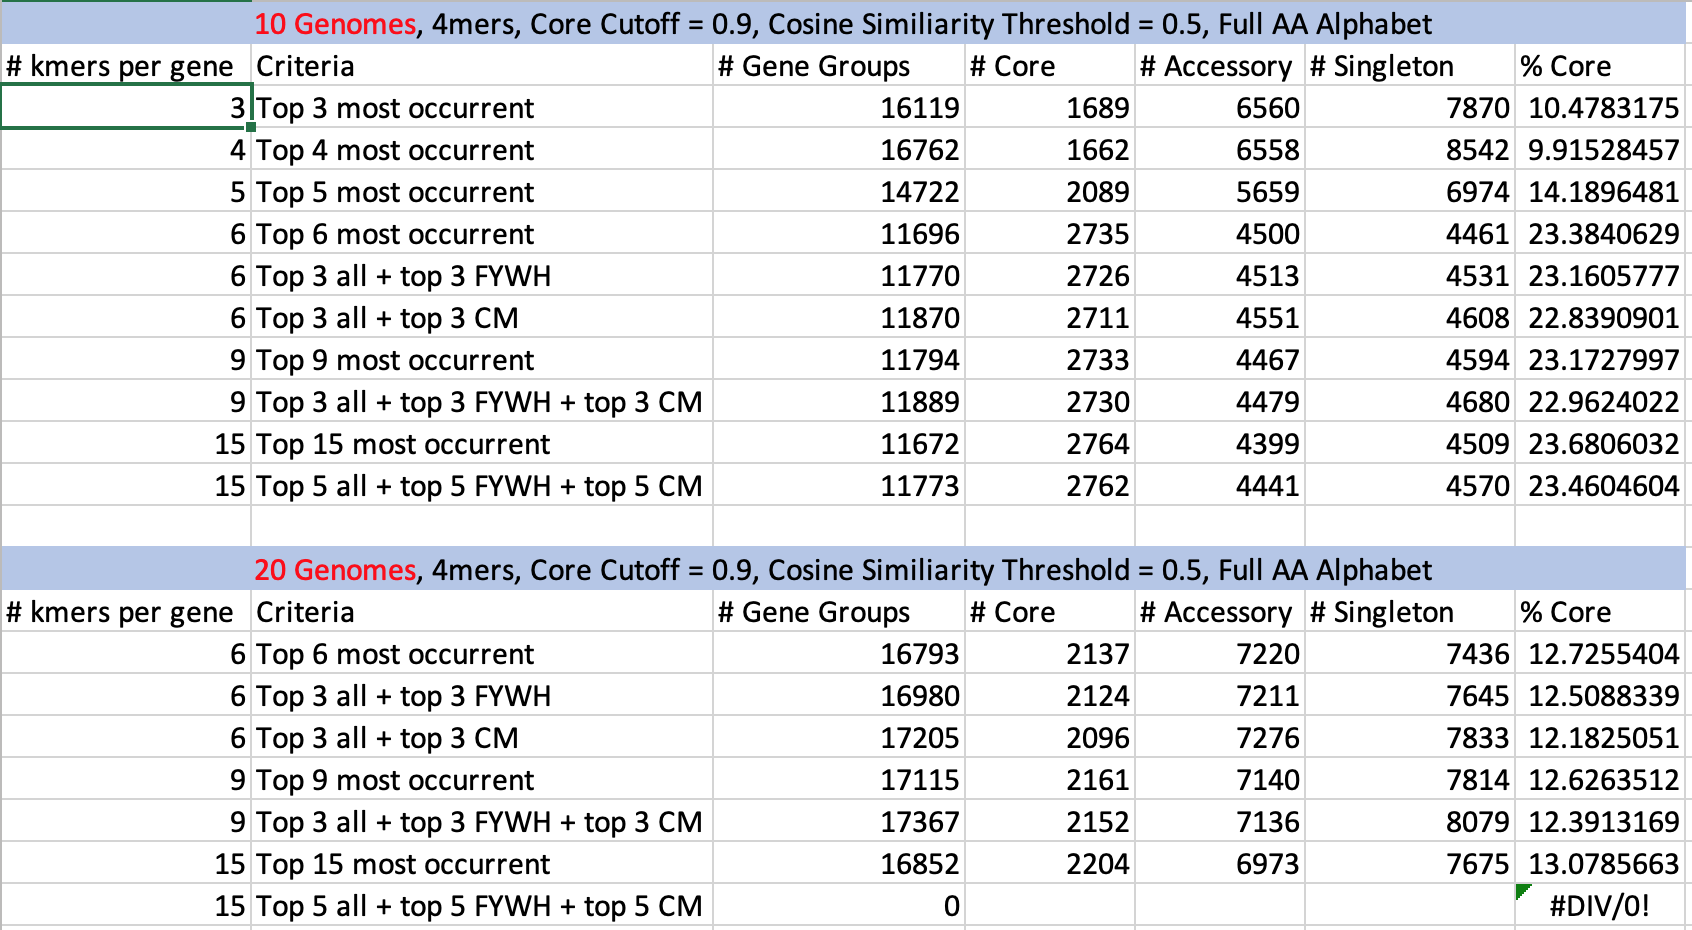 10 Genomes, 4mers, Core Cutoff = 0.9, Cosine Similiarity Threshold = 0.5, Full AA Alphabet
# kmers per gene Criteria # Gene Groups # Core # Accessory # Singleton % Core
3 Top 3 most occurrent 16119 1689 6560 7870 10.4783175
4 Top 4 most occurrent 16762 1662 6558 8542 9.91528457
5 Top 5 most occurrent 14722 2089 5659 6974 14.1896481
6 Top 6 most occurrent 11696 2735 4500 4461 23.3840629
6 Top 3 all + top 3 FYWH 11770 2726 4513 4531 23.1605777
6 Top 3 all + top 3 CM 11870 2711 4551 4608 22.8390901
9 Top 9 most occurrent 11794 2733 4467 4594 23.1727997
9 Top 3 all + top 3 FYWH + top 3 CM 11889 2730 4479 4680 22.9624022
15 Top 15 most occurrent 11672 2764 4399 4509 23.6806032
15 Top 5 all + top 5 FYWH + top 5 CM 11773 2762 4441 4570 23.4604604
20 Genomes, 4mers, Core Cutoff = 0.9, Cosine Similiarity Threshold = 0.5, Full AA Alphabet
# kmers per gene Criteria # Gene Groups # Core # Accessory # Singleton % Core
6 Top 6 most occurrent 16793 2137 7220 7436 12.7255404
6 Top 3 all + top 3 FYWH 16980 2124 7211 7645 12.5088339
6 Top 3 all + top 3 CM 17205 2096 7276 7833 12.1825051
9 Top 9 most occurrent 17115 2161 7140 7814 12.6263512
9 Top 3 all + top 3 FYWH + top 3 CM 17367 2152 7136 8079 12.3913169
15 Top 15 most occurrent 16852 2204 6973 7675 13.0785663
15 Top 5 all + top 5 FYWH + top 5 CM 0 #DIV/0!